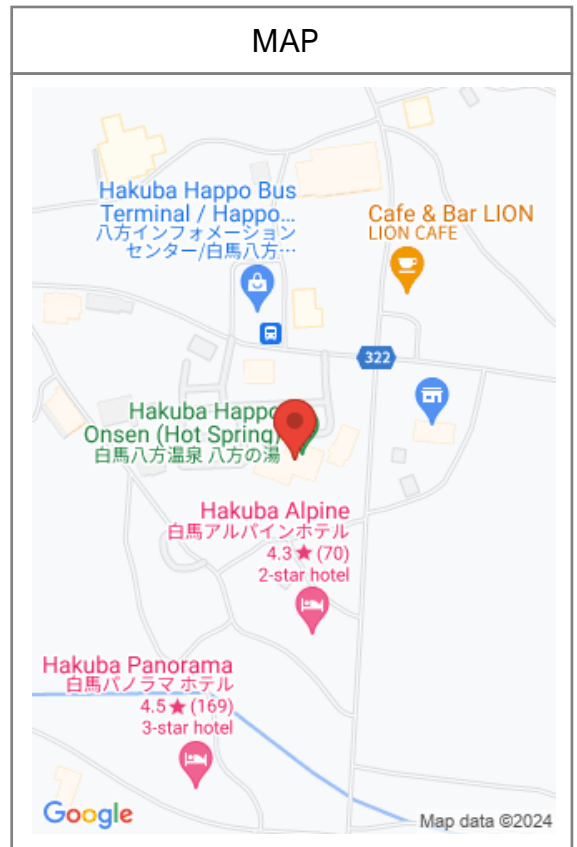 MAP
Hakuba Happo Bus
Terminal / Happo...
八方インフォメーション
センター/白馬八方…
Cafe & Bar LION
LION CAFE
322
Hakuba Happo
Onsen (Hot Spring)
白馬八方温泉 八方の湯
Hakuba Alpine
白馬アルパインホテル
4.3★(70)
2-star hotel
Hakuba Panorama
白馬パノラマ ホテル
4.5★(169)
3-star hotel
Google
Map data ©2024